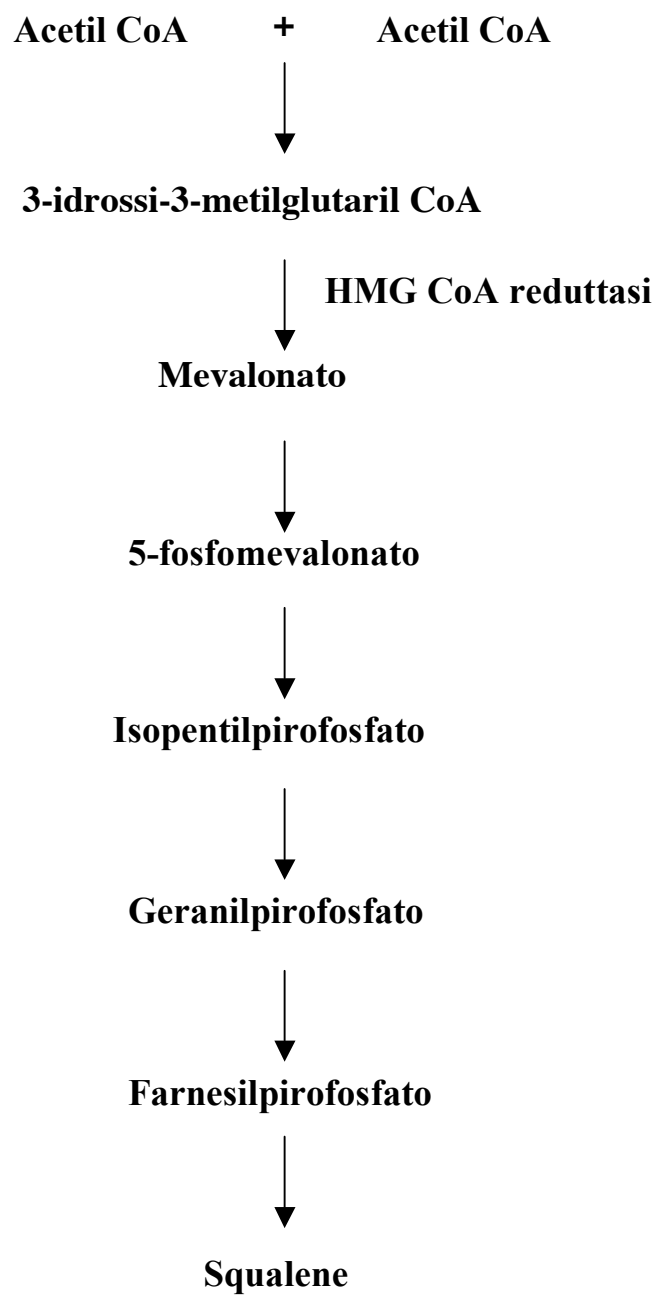 Acetil CoA + Acetil CoA
3-idrossi-3-metilglutaril CoA
HMG CoA reduttasi
Mevalonato
5-fosfomevalonato
Isopentilpirofosfato
Geranilpirofosfato
Farnesilpirofosfato
Squalene